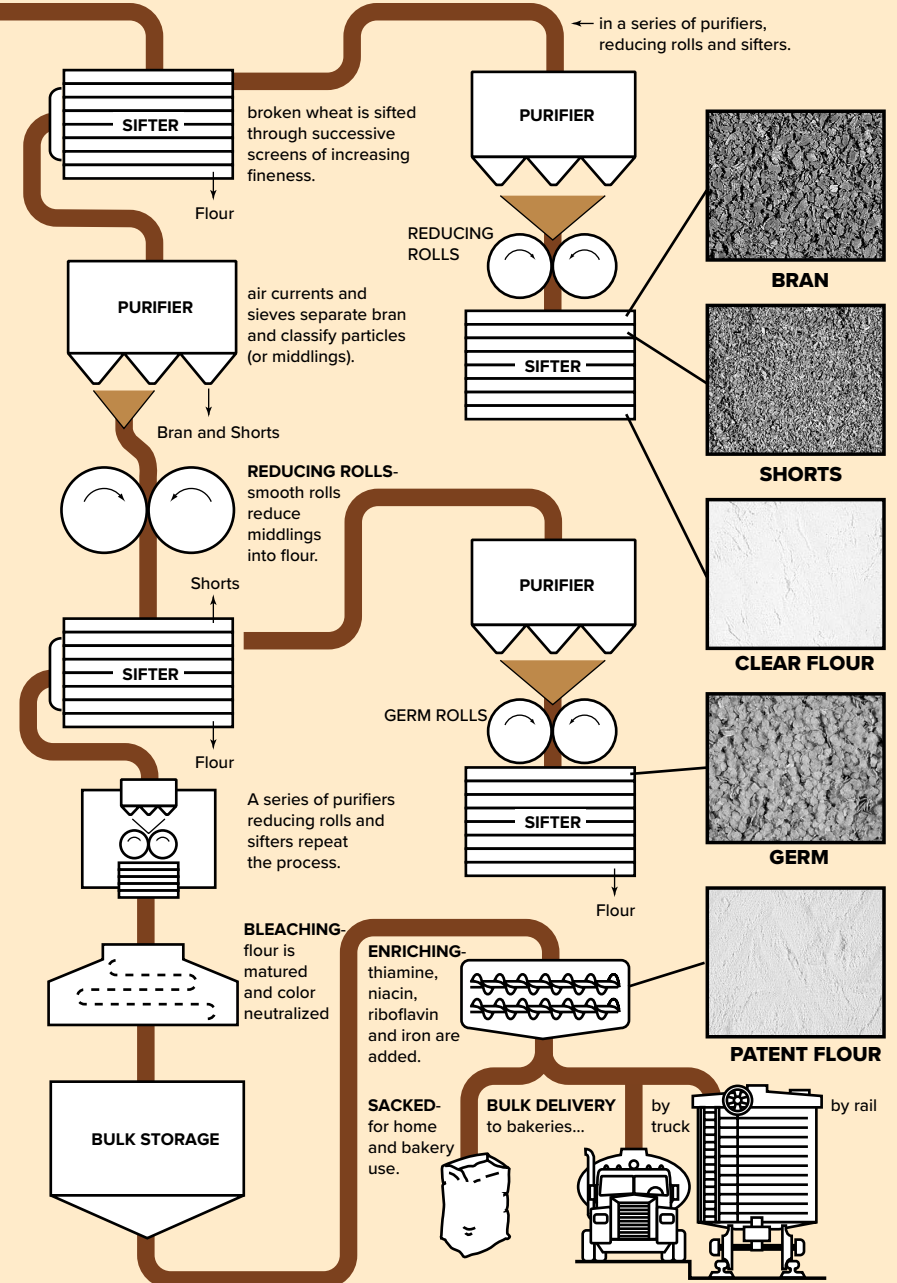 in a series of purifiers,
reducing rolls and sifters.
SIFTER
broken wheat is sifted
through successive
screens of increasing
fineness.
Flour
PURIFIER
REDUCING
ROLLS
SIFTER
BRAN
SHORTS
CLEAR FLOUR
PURIFIER
air currents and
sieves separate bran
and classify particles
(or middlings).
Bran and Shorts
REDUCING ROLLS-
smooth rolls
reduce
middlings
into flour.
Shorts
SIFTER
Flour
PURIFIER
GERM ROLLS
SIFTER
Flour
GERM
A series of purifiers
reducing rolls and
sifters repeat
the process.
BLEACHING-
flour is
matured
and color
neutralized
BULK STORAGE
ENRICHING-
thiamine,
niacin,
riboflavin
and iron are
added.
PATENT FLOUR
SACKED-
for home
and bakery
use.
BULK DELIVERY
to bakeries...
by
truck
by rail